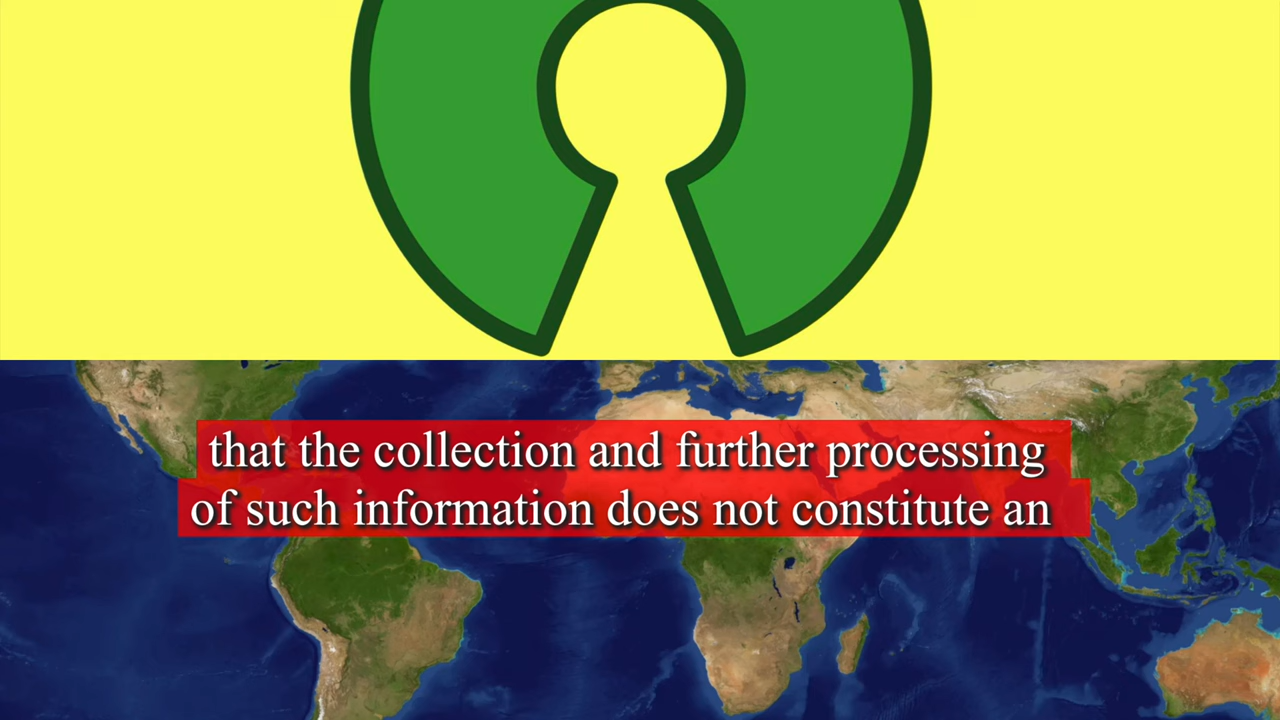 that the collection and further processing
of such information does not constitute an